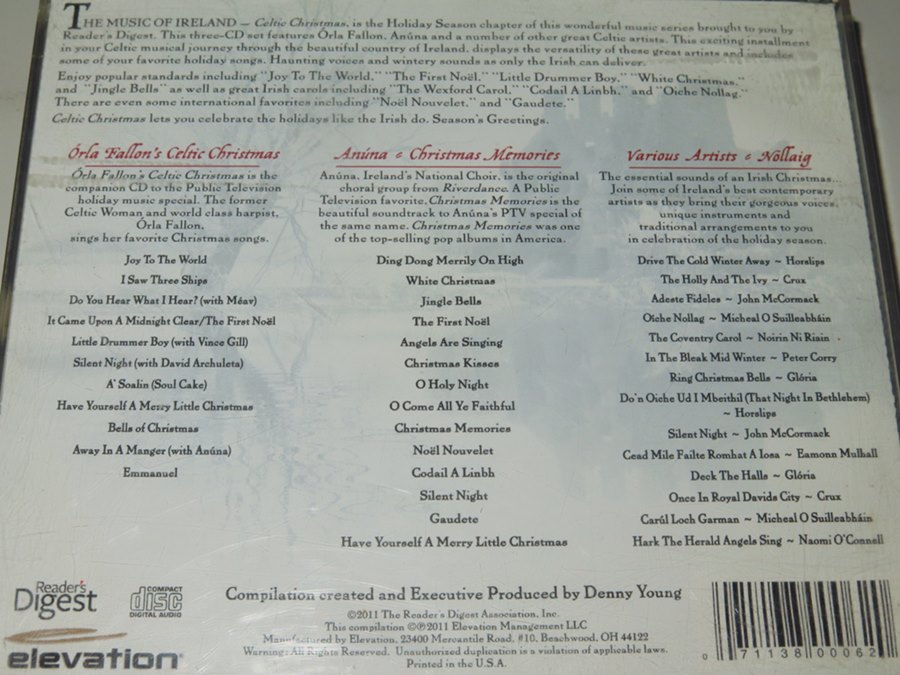 THE MUSIC OF IRELAND – Celtic Christmas, is the Holiday Season chapter of this wonderful music series brought to you by
Reader's Digest. This three-CD set features Órla Fallon, Anúna and a number of other great Celtic artists. This exciting installment
in your Celtic musical journey through the beautiful country of Ireland, displays the versatility of these great artists and includes
some of your favorite holiday songs. Haunting voices and wintery sounds as only the Irish can deliver.
Enjoy popular standards including "Joy To The World," "The First Noël," "Little Drummer Boy," "White Christmas,"
and "Jingle Bells" as well as great Irish carols including "The Wexford Carol," "Codail A Linbh," and "Oiche Nollag."
There are even some international favorites including "Noël Nouvelet," and "Gaudete."
Celtic Christmas lets you celebrate the holidays like the Irish do. Season's Greetings.
Órla Fallon's Celtic Christmas
Órla Fallon's Celtic Christmas is the
companion CD to the Public Television
holiday music special. The former
Celtic Woman and world class harpist,
Órla Fallon,
sings her favorite Christmas songs.
Joy To The World
I Saw Three Ships
Do You Hear What I Hear? (with Méav)
It Came Upon A Midnight Clear/The First Noël
Little Drummer Boy (with Vince Gill)
Silent Night (with David Archuleta)
A' Soalin (Soul Cake)
Have Yourself A Merry Little Christmas
Bells of Christmas
Away In A Manger (with Anúna)
Emmanuel
Anúna ~ Christmas Memories
Anúna, Ireland's National Choir, is the original
choral group from Riverdance. A Public
Television favorite, Christmas Memories is the
beautiful soundtrack to Anúna's PTV special of
the same name. Christmas Memories was one
of the top-selling pop albums in America.
Ding Dong Merrily On High
White Christmas
Jingle Bells
The First Noël
Angels Are Singing
Christmas Kisses
O Holy Night
O Come All Ye Faithful
Christmas Memories
Noël Nouvelet
Codail A Linbh
Silent Night
Gaudete
Have Yourself A Merry Little Christmas
Various Artists ~ Nollaig
The essential sounds of an Irish Christmas...
Join some of Ireland's best contemporary
artists as they bring their gorgeous voices,
unique instruments and
traditional arrangements to you
in celebration of the holiday season.
Drive The Cold Winter Away ~ Horslips
The Holly And The Ivy ~ Crux
Adeste Fideles ~ John McCormack
Oiche Nollag ~ Micheal O Suilleabháin
The Coventry Carol ~ Noirin Ni Riain
In The Bleak Mid Winter ~ Peter Corry
Ring Christmas Bells ~ Glória
Do'n Oiche Ud I Mbeithil (That Night In Bethlehem)
~ Horslips
Silent Night ~ John McCormack
Cead Mile Failte Romhat A Iosa ~ Eamonn Mulhall
Deck The Halls ~ Glória
Once In Royal Davids City ~ Crux
Carúl Loch Garman ~ Micheal O Suilleabháin
Hark The Herald Angels Sing ~ Naomi O'Connell
Reader's
Digest
COMPACT
disc
DIGITAL AUDIO
elevation
Compilation created and Executive Produced by Denny Young
©2011 The Reader's Digest Association, Inc.
This compilation ©℗2011 Elevation Management LLC
Manufactured by Elevation, 23400 Mercantile Road, #10, Beachwood, OH 44122
Warning: All Rights Reserved. Unauthorized duplication is a violation of applicable laws.
Printed in the U.S.A.
0 71138 00062